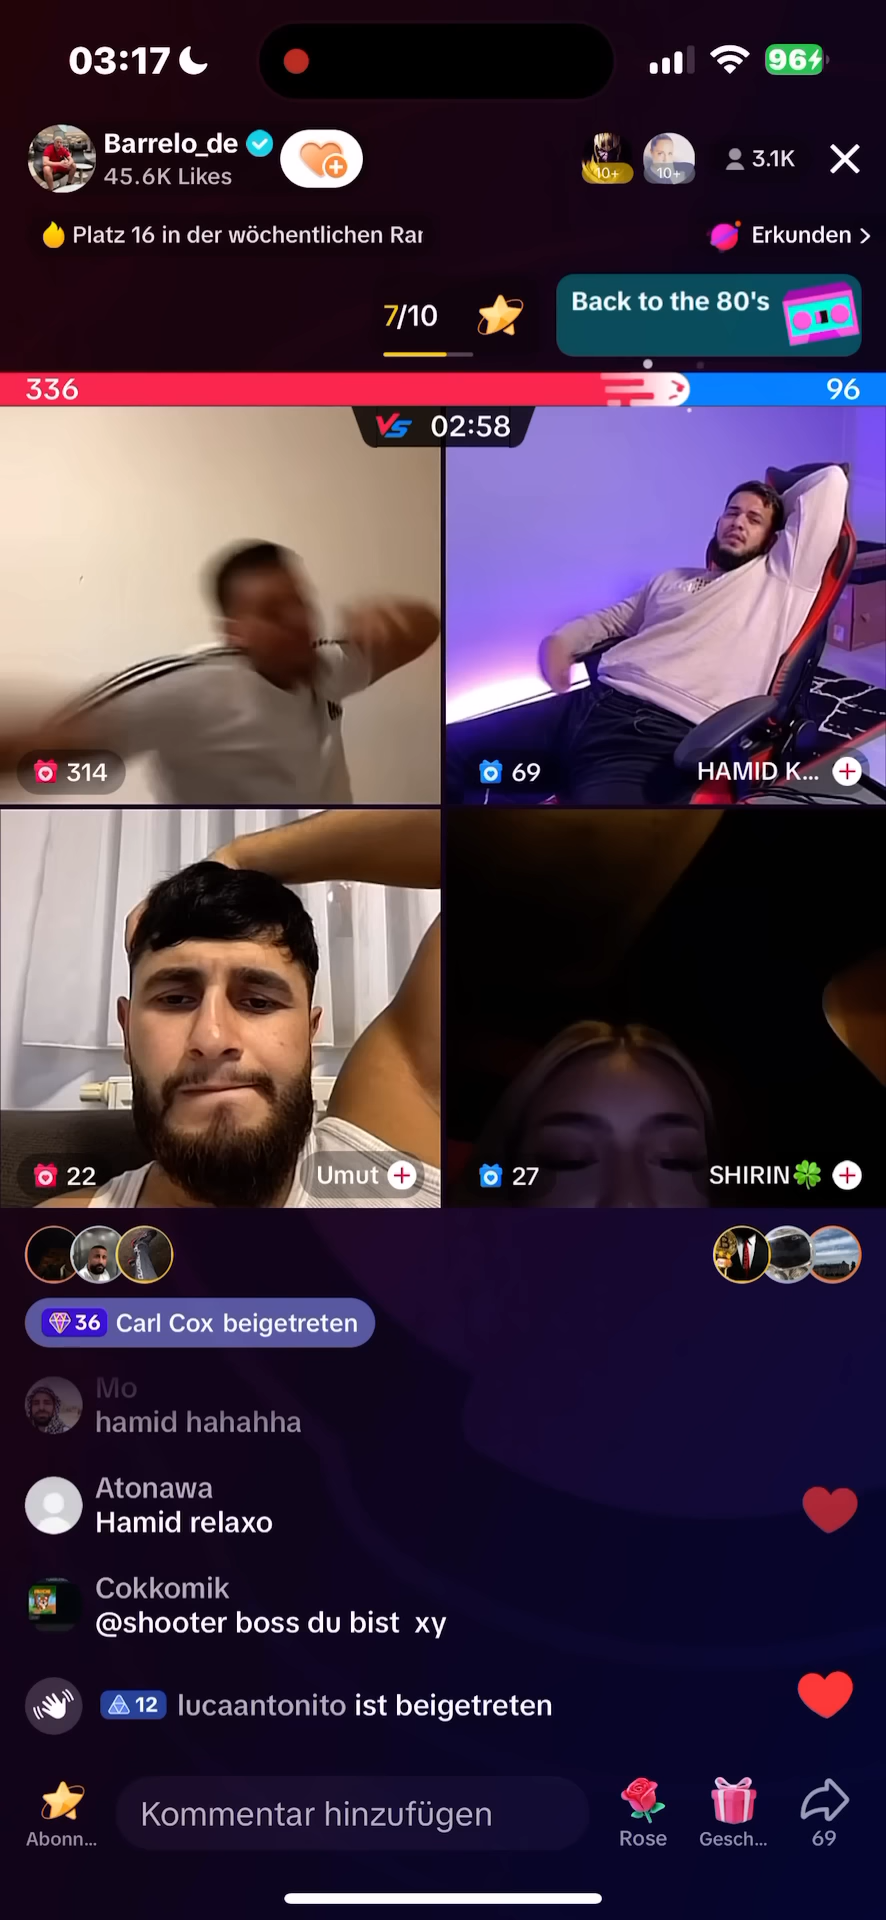 03:17
96
Barrelo_de
45.6K Likes
10+
10+
3.1K
Platz 16 in der wöchentlichen Rar
Erkunden >
7/10
Back to the 80's
336
96
VS 02:58
314
69
HAMID K...
22
Umut
27
SHIRIN🍀
36 Carl Cox beigetreten
Mo
hamid hahahha
Atonawa
Hamid relaxo
Cokkomik
@shooter boss du bist xy
12 lucaantonito ist beigetreten
Kommentar hinzufügen
Abonn...
Rose
Gesch...
69